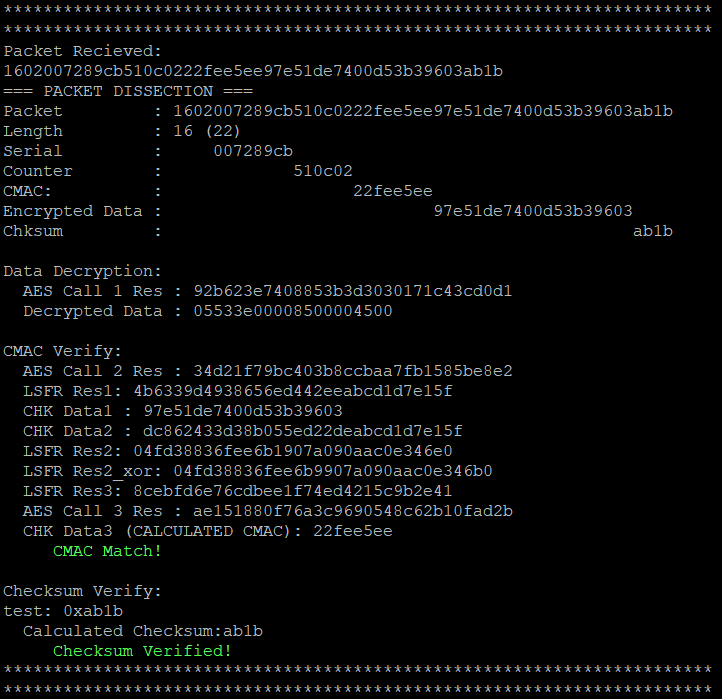 ***********************************************************************
***********************************************************************
Packet Recieved:
1602007289cb510c0222fee5ee97e51de7400d53b39603ab1b
=== PACKET DISSECTION ===
Packet         : 1602007289cb510c0222fee5ee97e51de7400d53b39603ab1b
Length         : 16 (22)
Serial         :     007289cb
Counter        :             510c02
CMAC:          :                   22fee5ee
Encrypted Data :                           97e51de7400d53b39603
Chksum         :                                               ab1b
Data Decryption:
  AES Call 1 Res : 92b623e7408853b3d3030171c43cd0d1
  Decrypted Data : 05533e00008500004500
CMAC Verify:
  AES Call 2 Res : 34d21f79bc403b8ccbaa7fb1585be8e2
  LSFR Res1: 4b6339d4938656ed442eeabcd1d7e15f
  CHK Data1 : 97e51de7400d53b39603
  CHK Data2 : dc862433d38b055ed22deabcd1d7e15f
  LSFR Res2: 04fd38836fee6b1907a090aac0e346e0
  LSFR Res2_xor: 04fd38836fee6b9907a090aac0e346b0
  LSFR Res3: 8cebfd6e76cdbee1f74ed4215c9b2e41
  AES Call 3 Res : ae151880f76a3c9690548c62b10fad2b
  CHK Data3 (CALCULATED CMAC): 22fee5ee
     CMAC Match!
Checksum Verify:
test: 0xab1b
  Calculated Checksum:ab1b
     Checksum Verified!
***********************************************************************
***********************************************************************